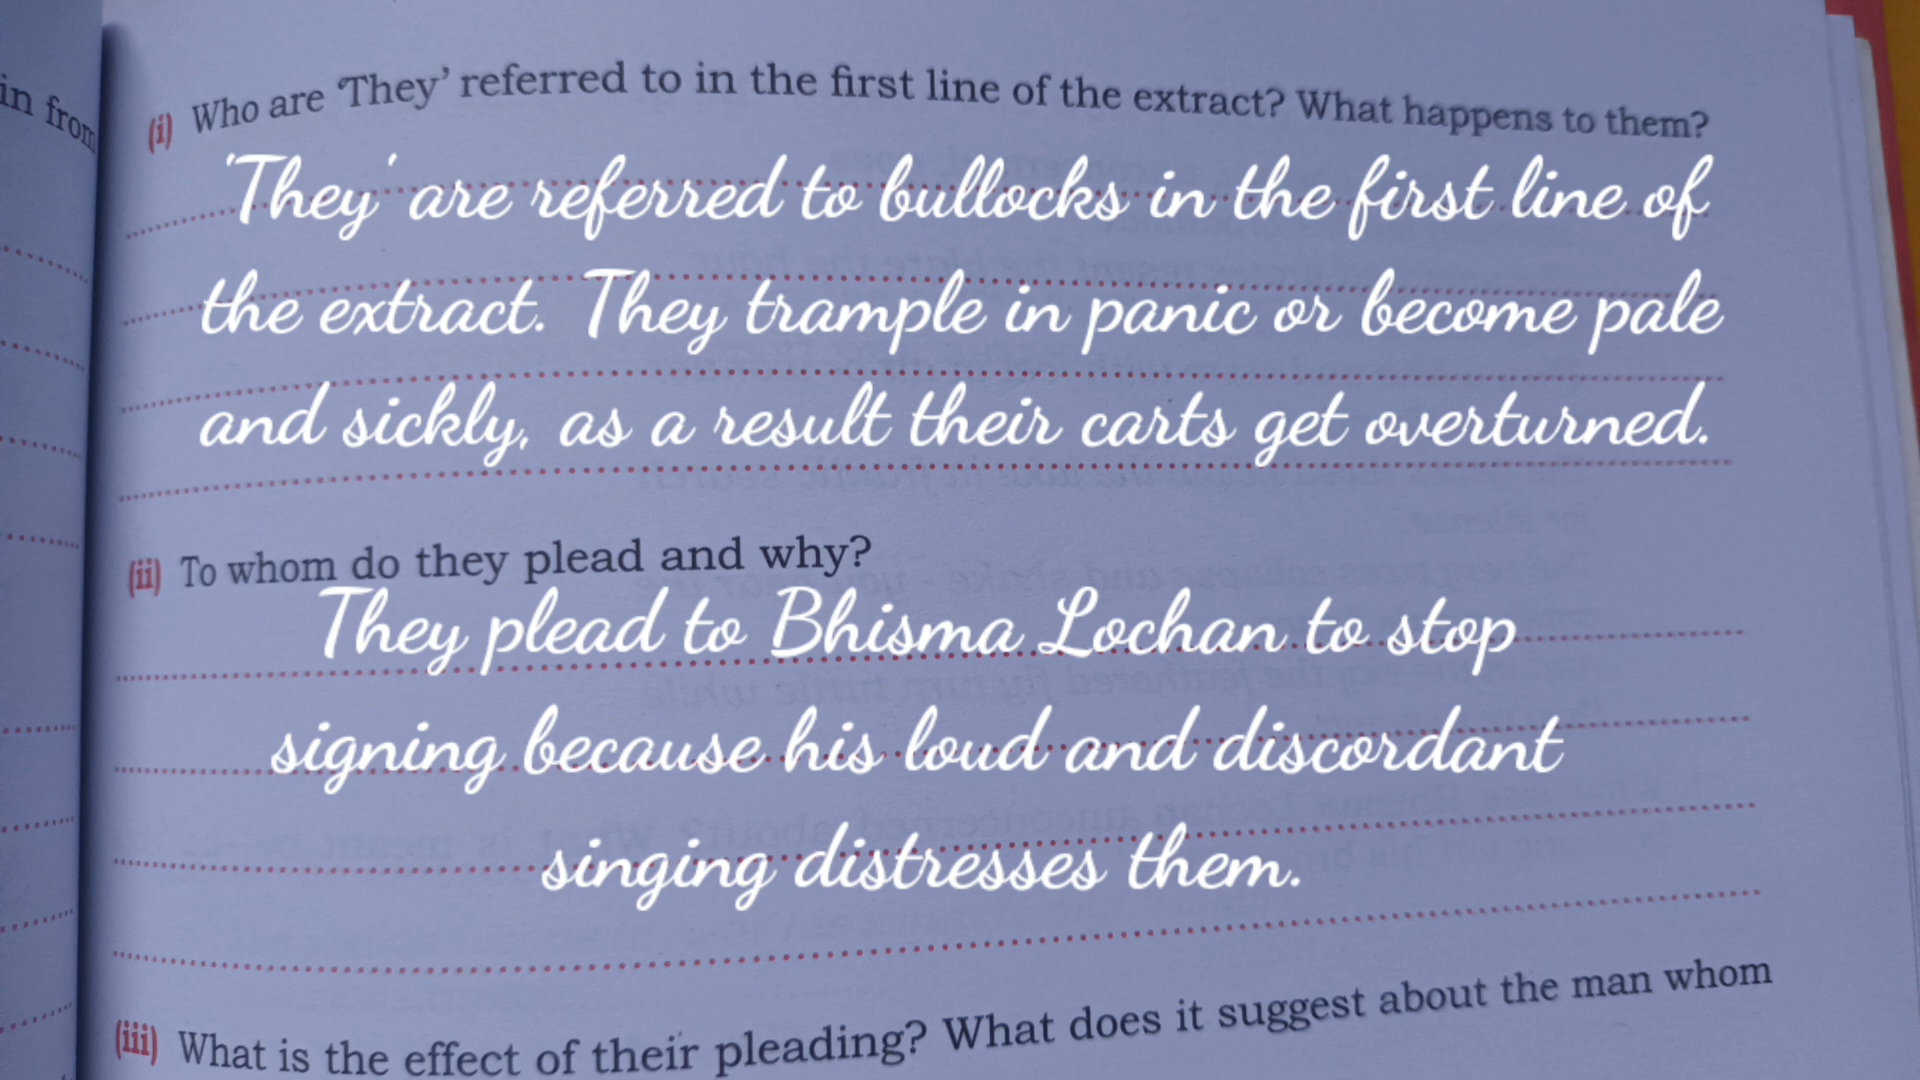 in from
(i) Who are 'They' referred to in the first line of the extract? What happens to them?
'They' are referred to bullocks in the first line of
the extract. They trample in panic or become pale
and sickly, as a result their carts get overturned.
(ii) To whom do they plead and why?
They plead to Bhisma Lochan to stop
signing because his loud and discordant
singing distresses them.
(iii) What is the effect of their pleading? What does it suggest about the man whom